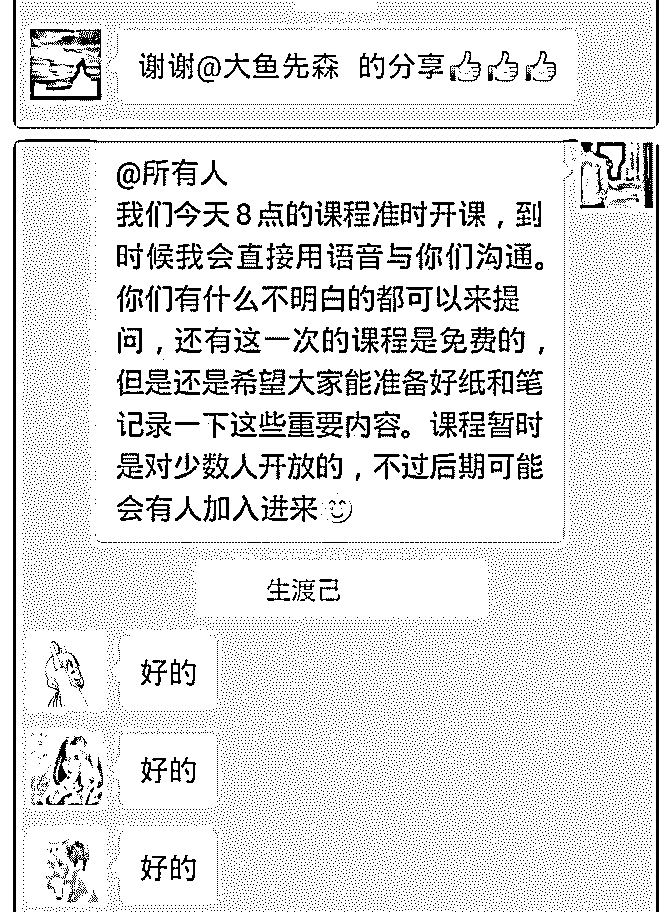 谢谢@大鱼先森 的分享👍👍👍
@所有人
我们今天8点的课程准时开课，到
时候我会直接用语音与你们沟通。
你们有什么不明白的都可以来提
问，还有这一次的课程是免费的，
但是还是希望大家能准备好纸和笔
记录一下这些重要内容。课程暂时
是对少数人开放的，不过后期可能
会有人加入进来
生渡己
好的
好的
好的